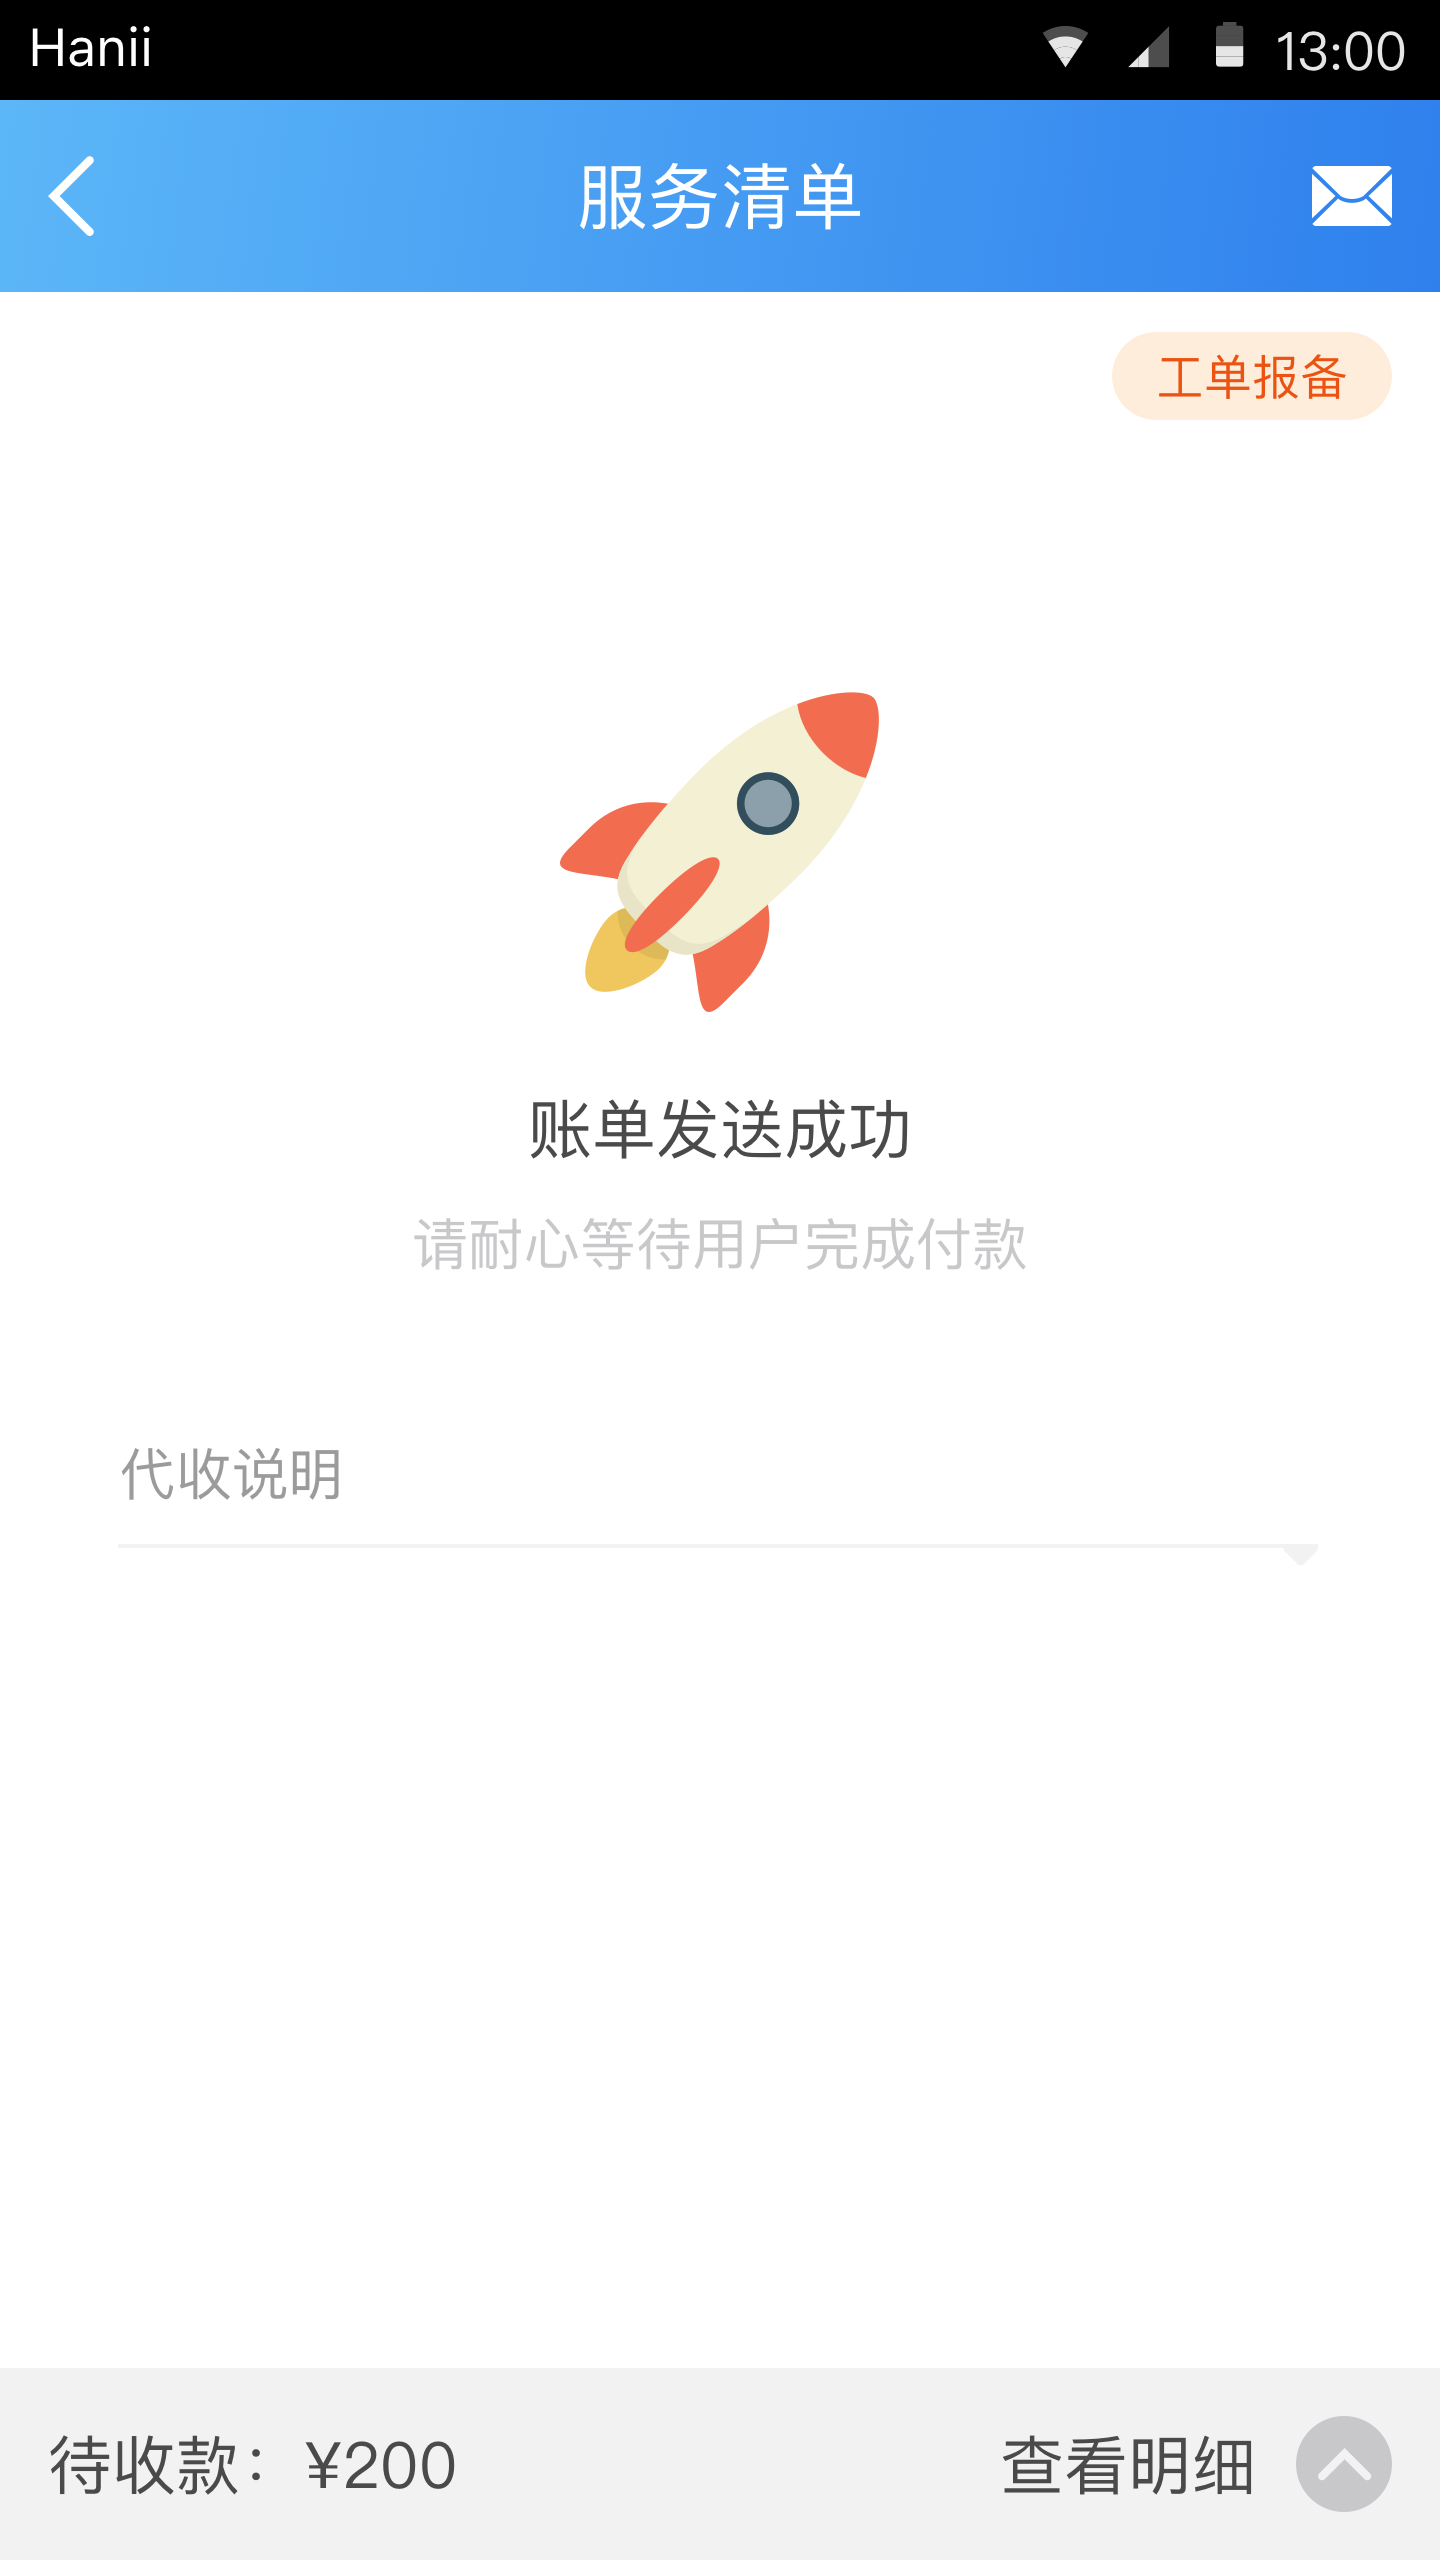 Hanii 13:00
服务清单
工单报备
账单发送成功
请耐心等待用户完成付款
代收说明
待收款：¥200 查看明细